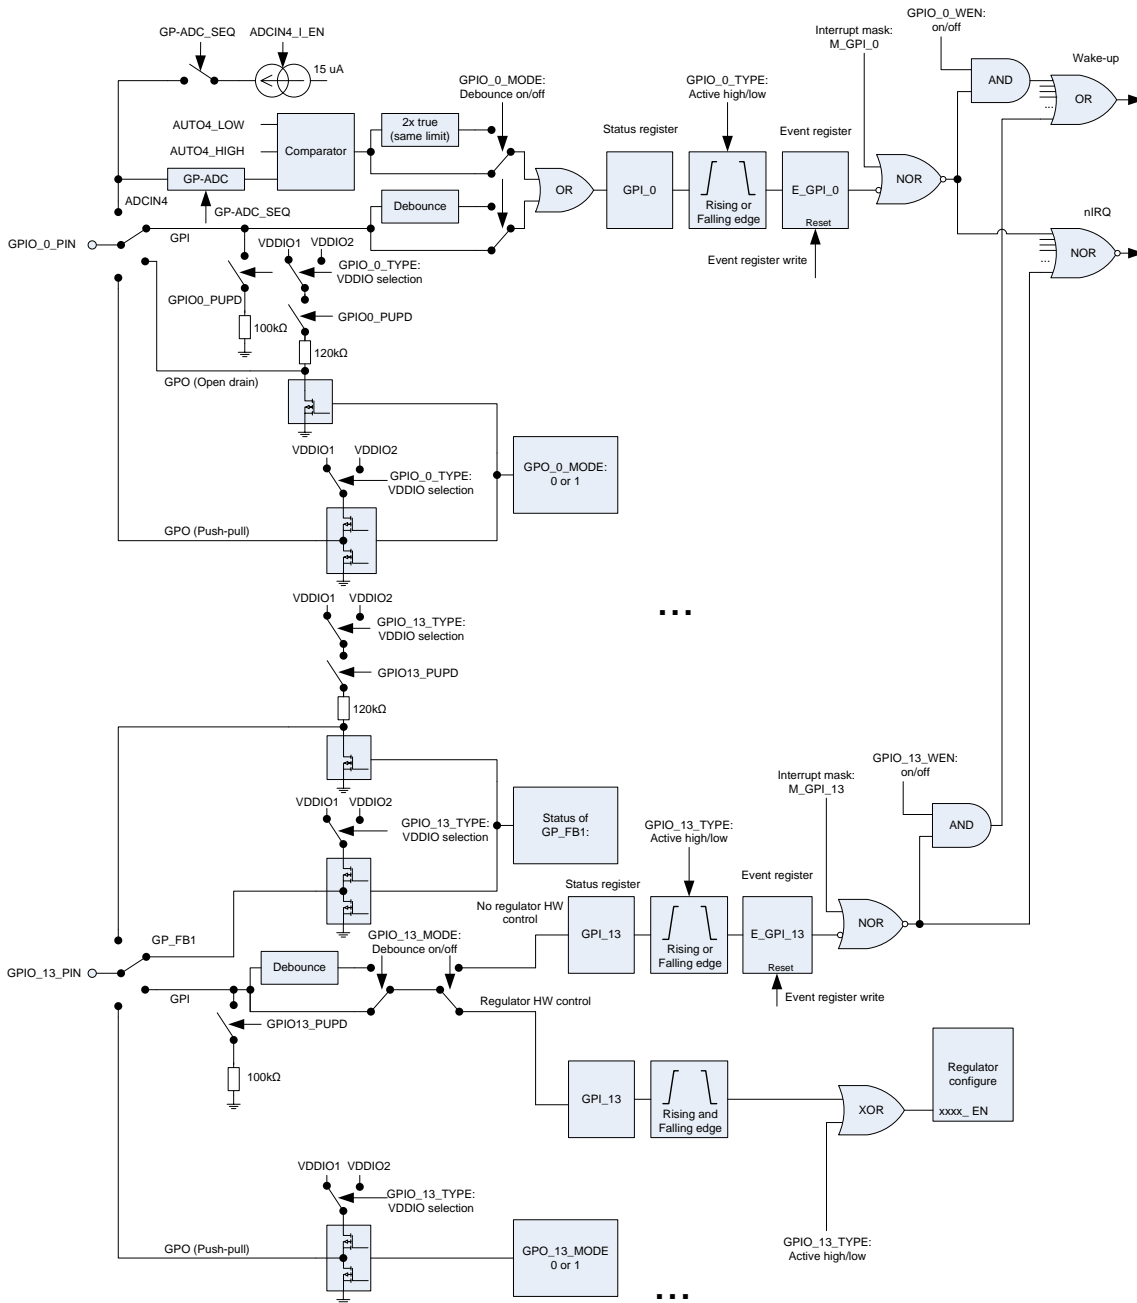 GP-ADC_SEQ
ADCIN4_I_EN
15 uA
GPIO_0_WEN:
on/off
Interrupt mask:
M_GPI_0
Wake-up
GPIO_0_MODE:
Debounce on/off
GPIO_0_TYPE:
Active high/low
AND
OR
...
AUTO4_LOW
AUTO4_HIGH
Comparator
2x true
(same limit)
Status register
Event register
GP-ADC
ADCIN4
GP-ADC_SEQ
OR
GPI_0
Rising or
Falling edge
E_GPI_0
Reset
NOR
nIRQ
NOR
...
Debounce
GPIO_0_PIN
GPI
VDDIO1
VDDIO2
GPIO_0_TYPE:
VDDIO selection
Event register write
GPIO0_PUPD
100kΩ
GPIO0_PUPD
120kΩ
GPO (Open drain)
VDDIO1
VDDIO2
GPIO_0_TYPE:
VDDIO selection
GPO_0_MODE:
0 or 1
GPO (Push-pull)
VDDIO1
VDDIO2
...
GPIO_13_TYPE:
VDDIO selection
GPIO13_PUPD
120kΩ
GPIO_13_WEN:
on/off
Interrupt mask:
M_GPI_13
VDDIO1
VDDIO2
GPIO_13_TYPE:
VDDIO selection
Status of
GP_FB1:
GPIO_13_TYPE:
Active high/low
AND
Status register
Event register
No regulator HW
control
GPI_13
Rising or
Falling edge
E_GPI_13
Reset
NOR
GP_FB1
GPIO_13_MODE:
Debounce on/off
GPIO_13_PIN
Debounce
GPI
Regulator HW control
Event register write
GPIO13_PUPD
100kΩ
GPI_13
Rising and
Falling edge
XOR
Regulator
configure
xxxx_ EN
VDDIO1
VDDIO2
GPIO_13_TYPE:
VDDIO selection
GPO (Push-pull)
GPO_13_MODE
0 or 1
GPIO_13_TYPE:
Active high/low
...